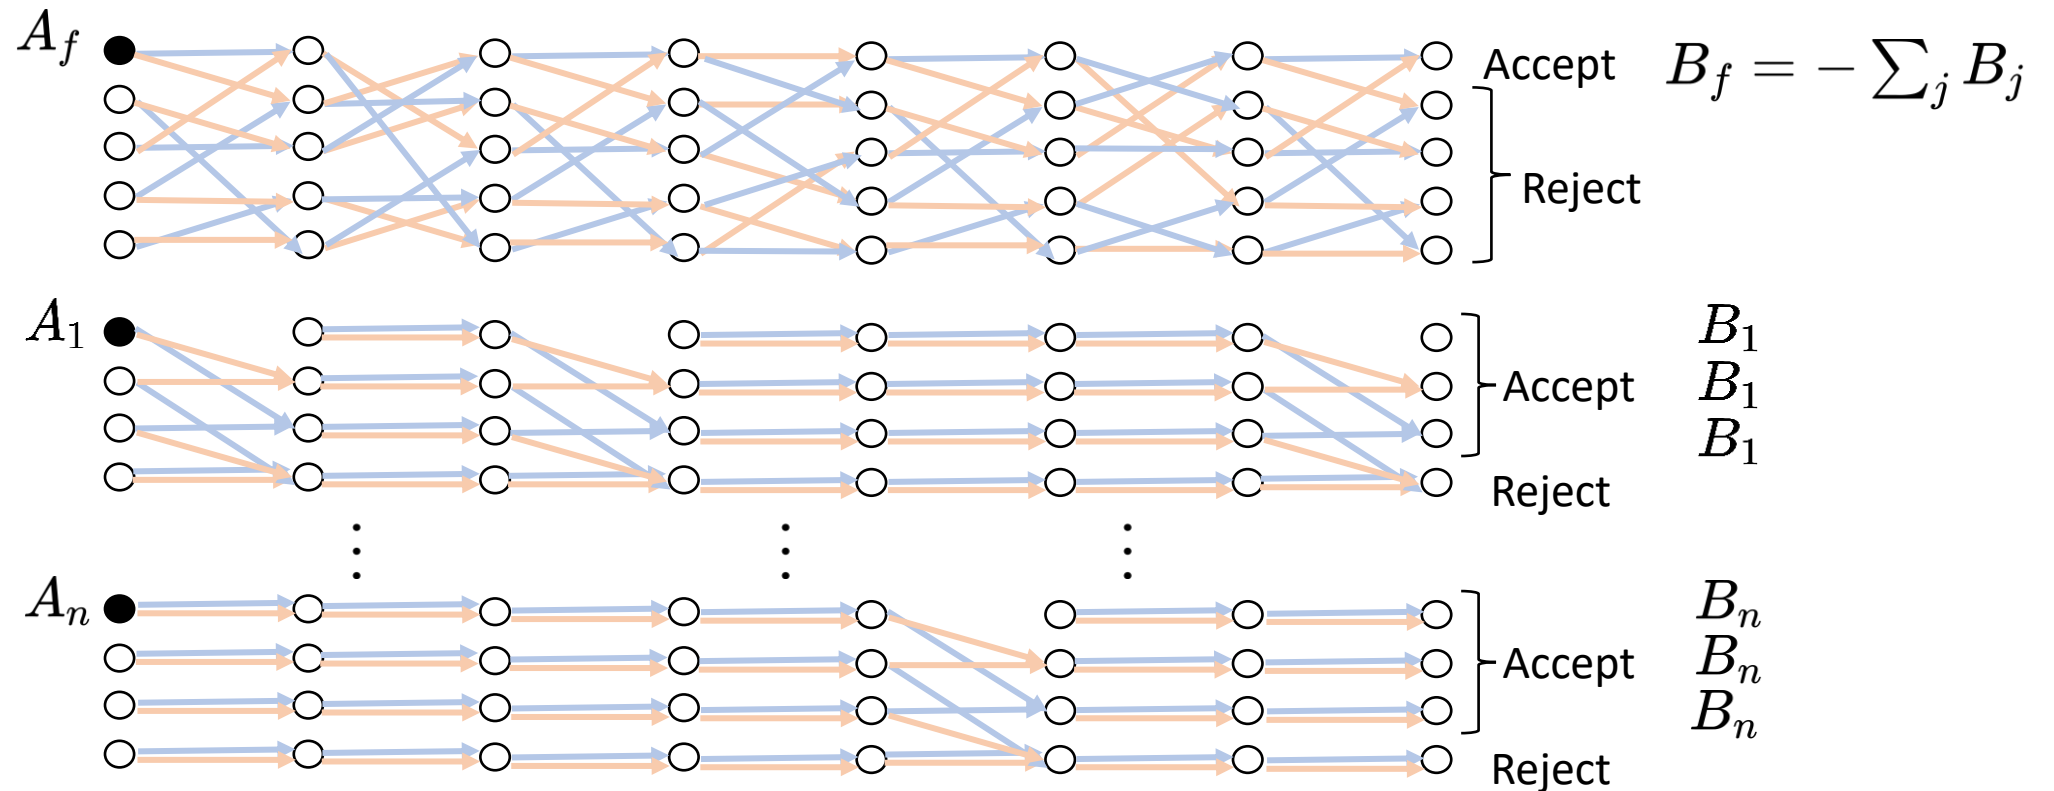 A_f Accept B_f = − ∑_j B_j
Reject
A_1 B_1
Accept B_1
B_1
Reject
A_n B_n
Accept B_n
B_n
Reject